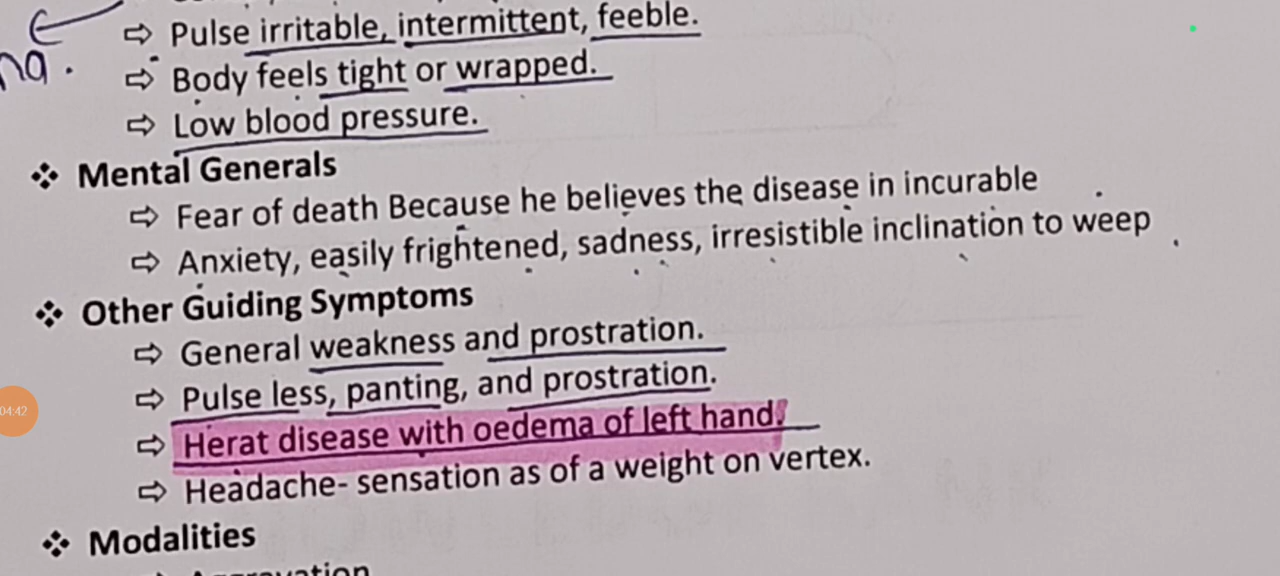 ⇨ Pulse irritable, intermittent, feeble.
na.
⇨ Body feels tight or wrapped.
⇨ Low blood pressure.
❖ Mental Generals
⇨ Fear of death Because he believes the disease in incurable
⇨ Anxiety, easily frightened, sadness, irresistible inclination to weep
❖ Other Guiding Symptoms
⇨ General weakness and prostration.
⇨ Pulse less, panting, and prostration.
04:42
⇨ Herat disease with oedema of left hand.
⇨ Headache- sensation as of a weight on vertex.
❖ Modalities